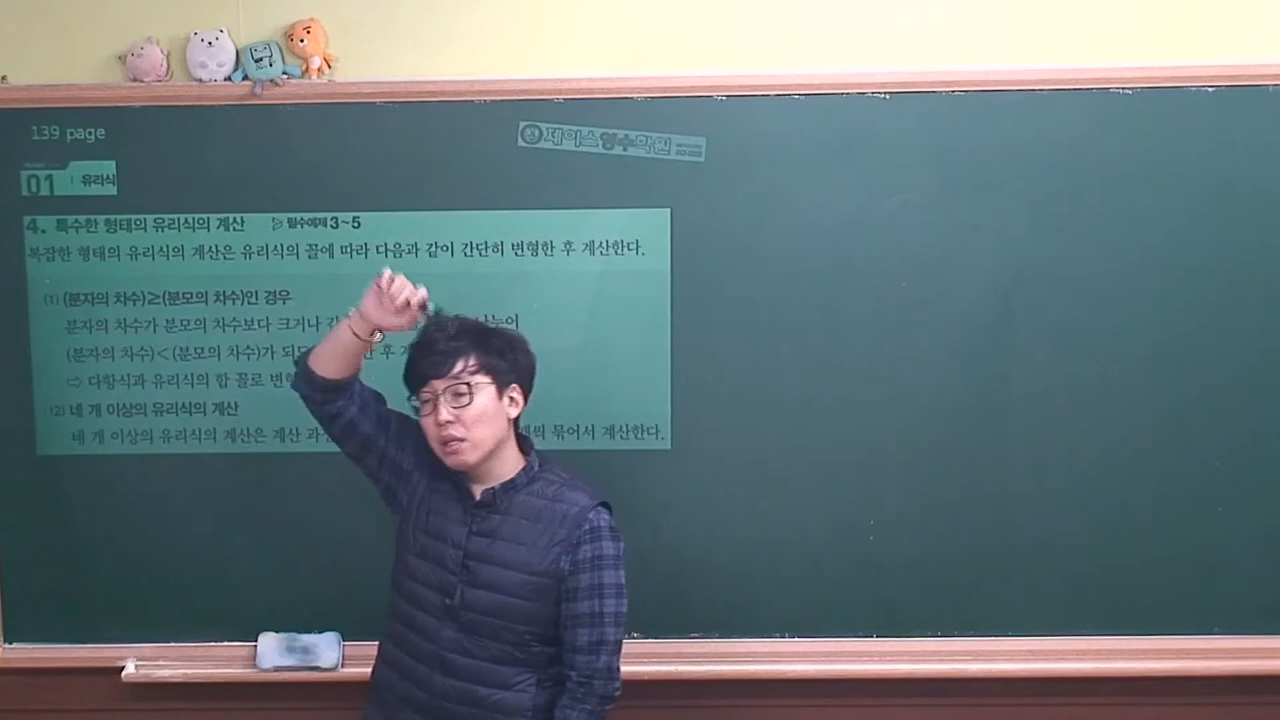 139 page
제이스영수학원
01 유리식
4. 특수한 형태의 유리식의 계산 ▷ 필수예제 3~5
복잡한 형태의 유리식의 계산은 유리식의 꼴에 따라 다음과 같이 간단히 변형한 후 계산한다.
(1) (분자의 차수)≥(분모의 차수)인 경우
분자의 차수가 분모의 차수보다 크거나
(분자의 차수)<(분모의 차수)가 되 후
⇨ 다항식과 유리식의 합 꼴로 변형
(2) 네 개 이상의 유리식의 계산
네 개 이상의 유리식의 계산은 계산 묶어서 계산한다.